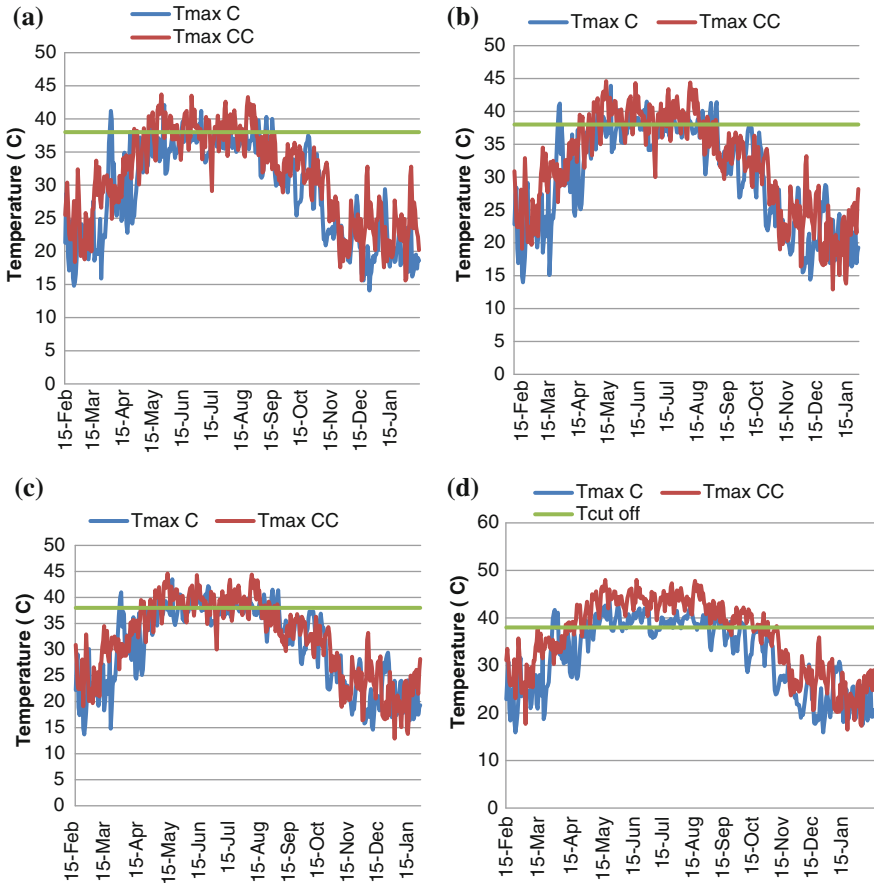 (a)
Tmax C
Tmax CC
Temperature ( C)
50
45
40
35
30
25
20
15
10
5
0
15-Feb
15-Mar
15-Apr
15-May
15-Jun
15-Jul
15-Aug
15-Sep
15-Oct
15-Nov
15-Dec
15-Jan
(b)
Tmax C
Tmax CC
Temperature ( C)
50
45
40
35
30
25
20
15
10
5
0
15-Feb
15-Mar
15-Apr
15-May
15-Jun
15-Jul
15-Aug
15-Sep
15-Oct
15-Nov
15-Dec
15-Jan
(c)
Tmax C
Tmax CC
Temperature ( C)
50
45
40
35
30
25
20
15
10
5
0
15-Feb
15-Mar
15-Apr
15-May
15-Jun
15-Jul
15-Aug
15-Sep
15-Oct
15-Nov
15-Dec
15-Jan
(d)
Tmax C
Tmax CC
Tcut off
Temperature ( C)
60
50
40
30
20
10
0
15-Feb
15-Mar
15-Apr
15-May
15-Jun
15-Jul
15-Aug
15-Sep
15-Oct
15-Nov
15-Dec
15-Jan